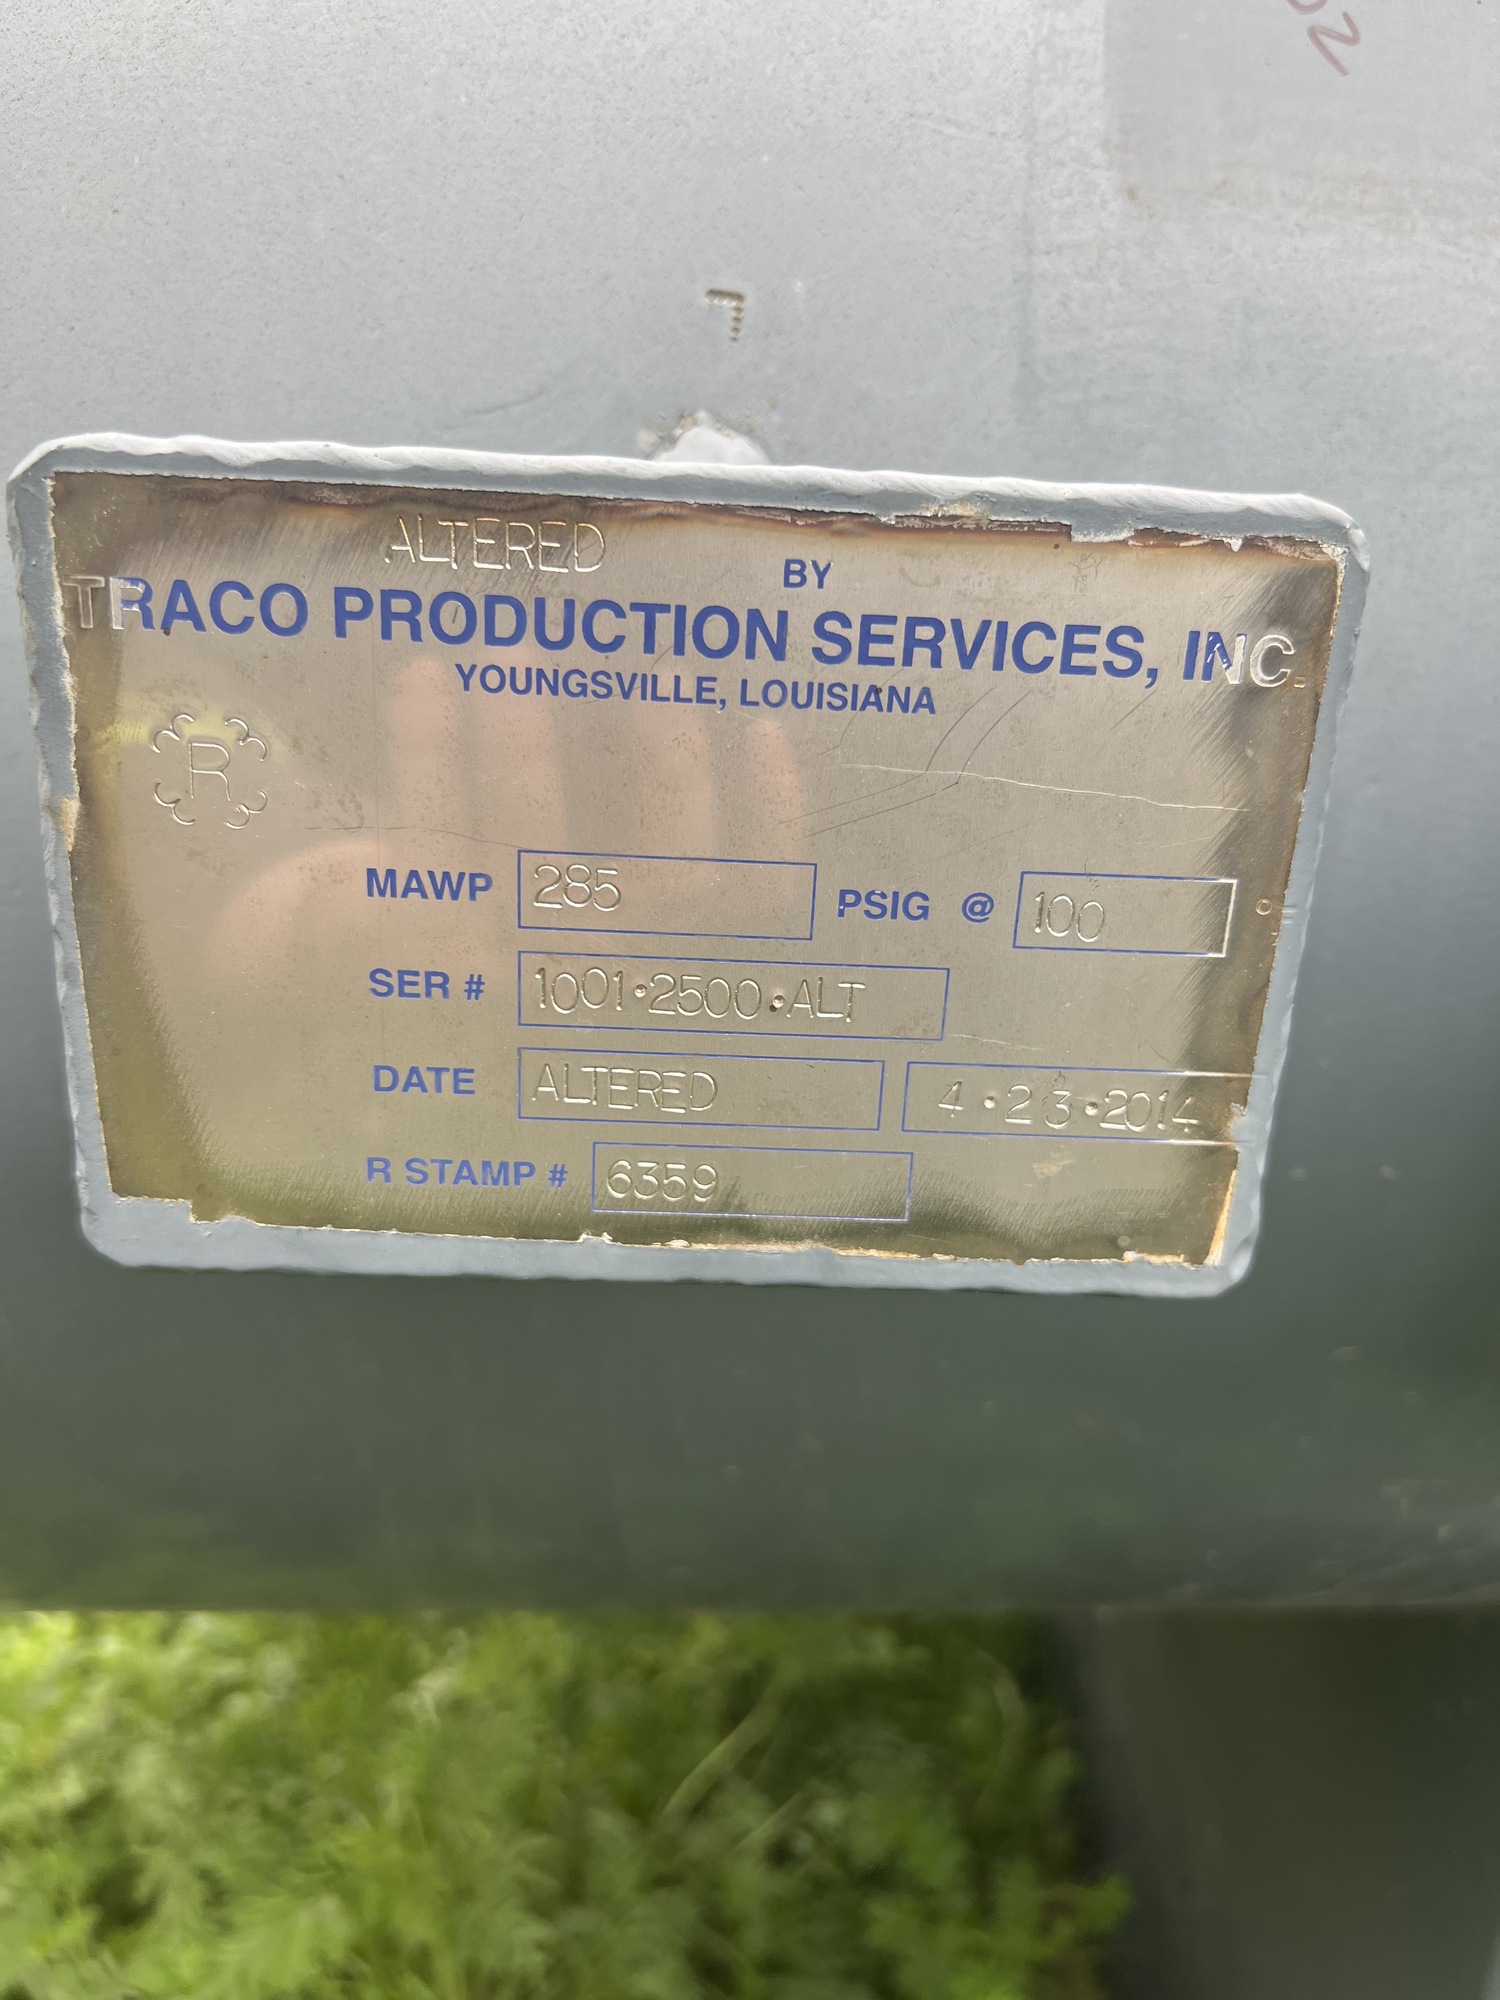 ALTERED BY
TRACO PRODUCTION SERVICES, INC.
YOUNGSVILLE, LOUISIANA
R
MAWP 285 PSIG @ 100 °
SER # 1001•2500•ALT
DATE ALTERED 4•23•2014
R STAMP # 6359